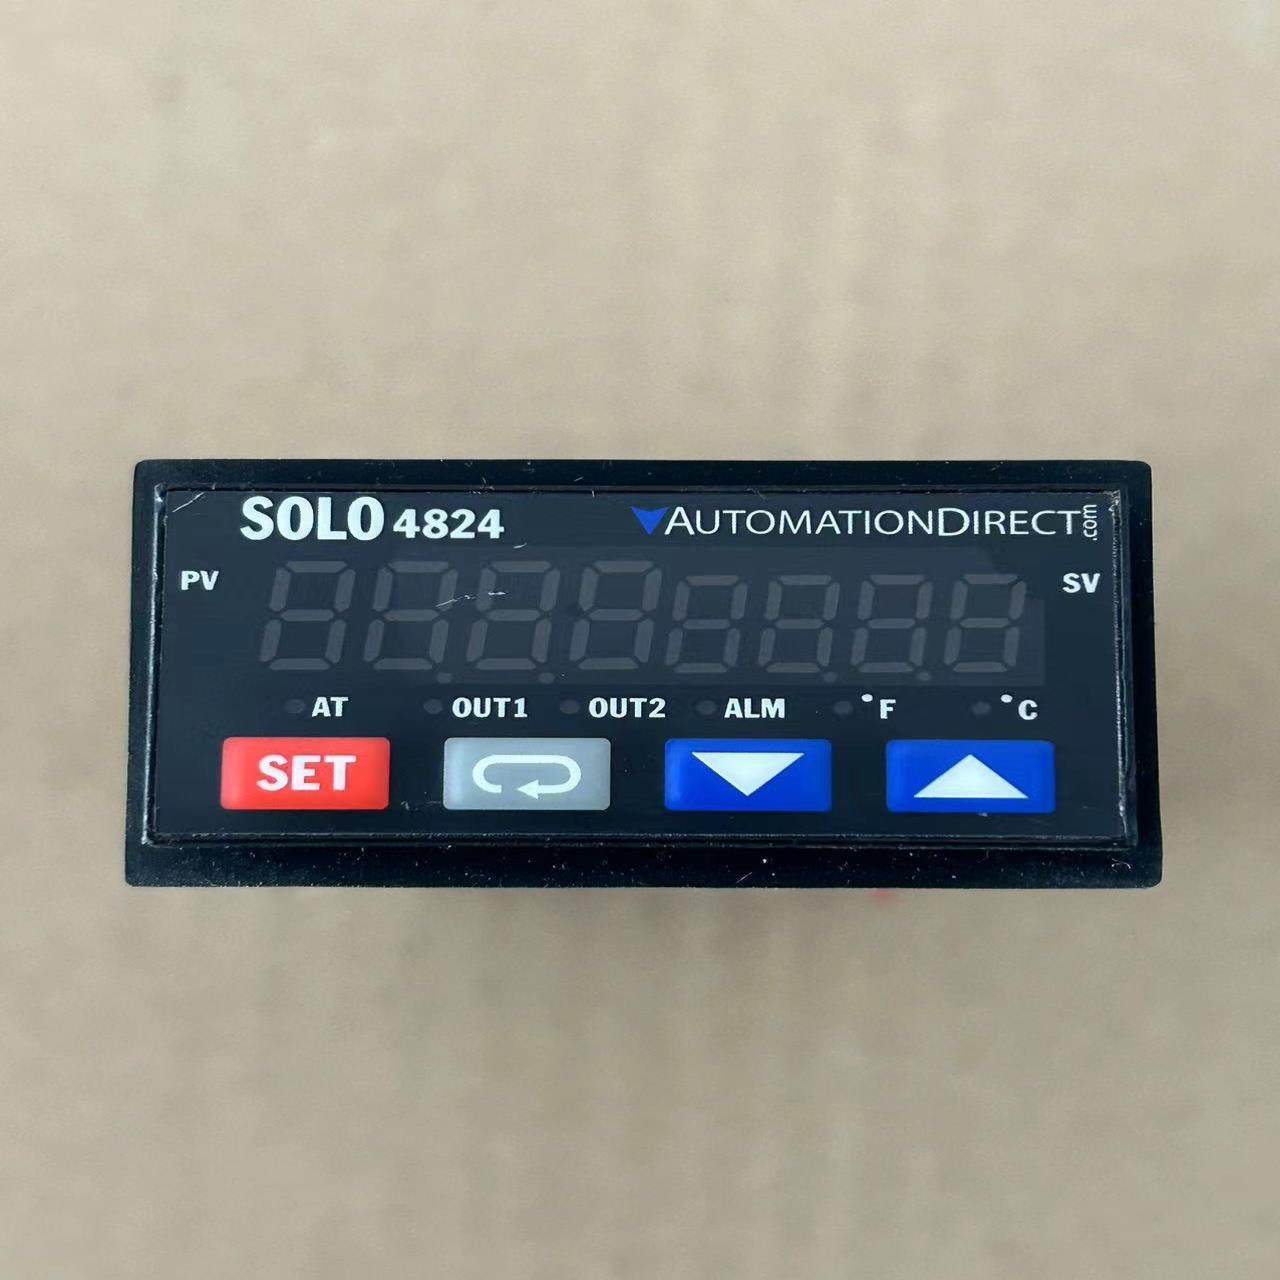 SOLO 4824 AUTOMATIONDIRECT.com
PV SV
AT OUT1 OUT2 ALM °F °C
SET